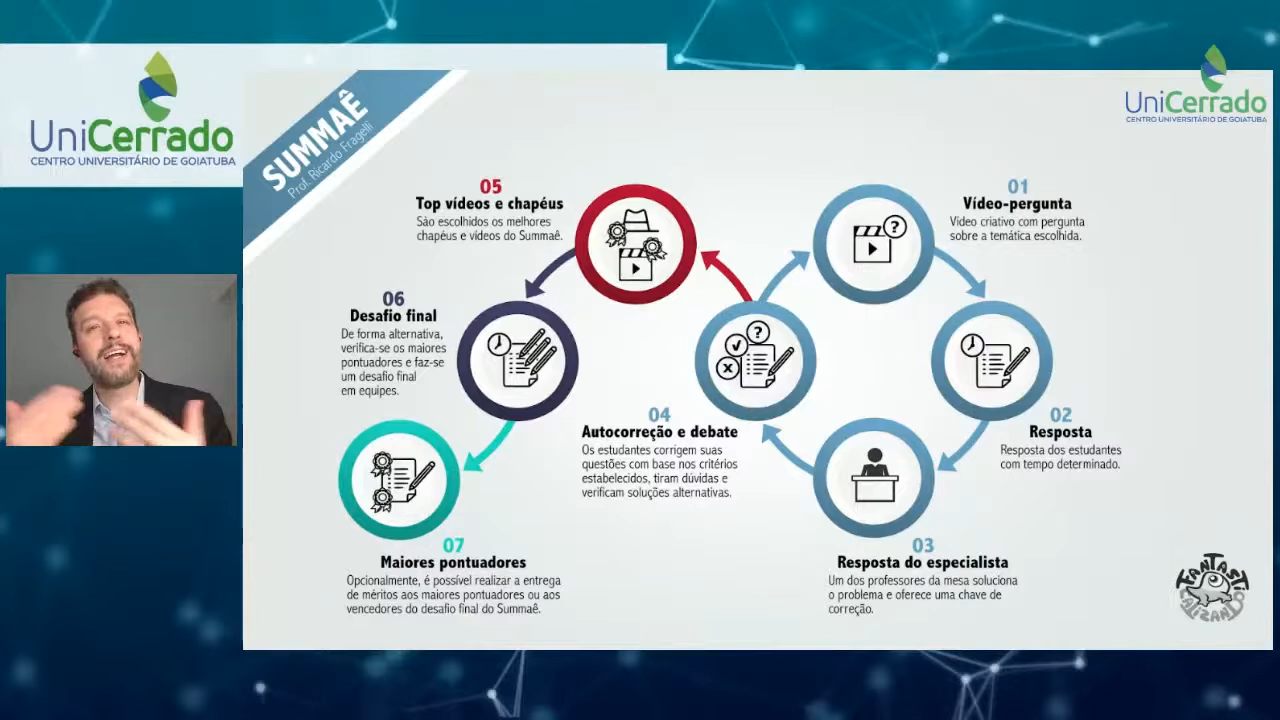 UniCerrado
CENTRO UNIVERSITÁRIO DE GOIATUBA
UniCerrado
CENTRO UNIVERSITÁRIO DE GOIATUBA
SUMMAÊ
Prof. Ricardo Fragelli
05
Top vídeos e chapéus
São escolhidos os melhores
chapéus e vídeos do Summaê.
01
Vídeo-pergunta
Vídeo criativo com pergunta
sobre a temática escolhida.
06
Desafio final
De forma alternativa,
verifica-se os maiores
pontuadores e faz-se
um desafio final
em equipes.
04
Autocorreção e debate
Os estudantes corrigem suas
questões com base nos critérios
estabelecidos, tiram dúvidas e
verificam soluções alternativas.
02
Resposta
Resposta dos estudantes
com tempo determinado.
07
Maiores pontuadores
Opcionalmente, é possível realizar a entrega
de méritos aos maiores pontuadores ou aos
vencedores do desafio final do Summaê.
03
Resposta do especialista
Um dos professores da mesa soluciona
o problema e oferece uma chave de
correção.
FANTASTI
CALIZANDO